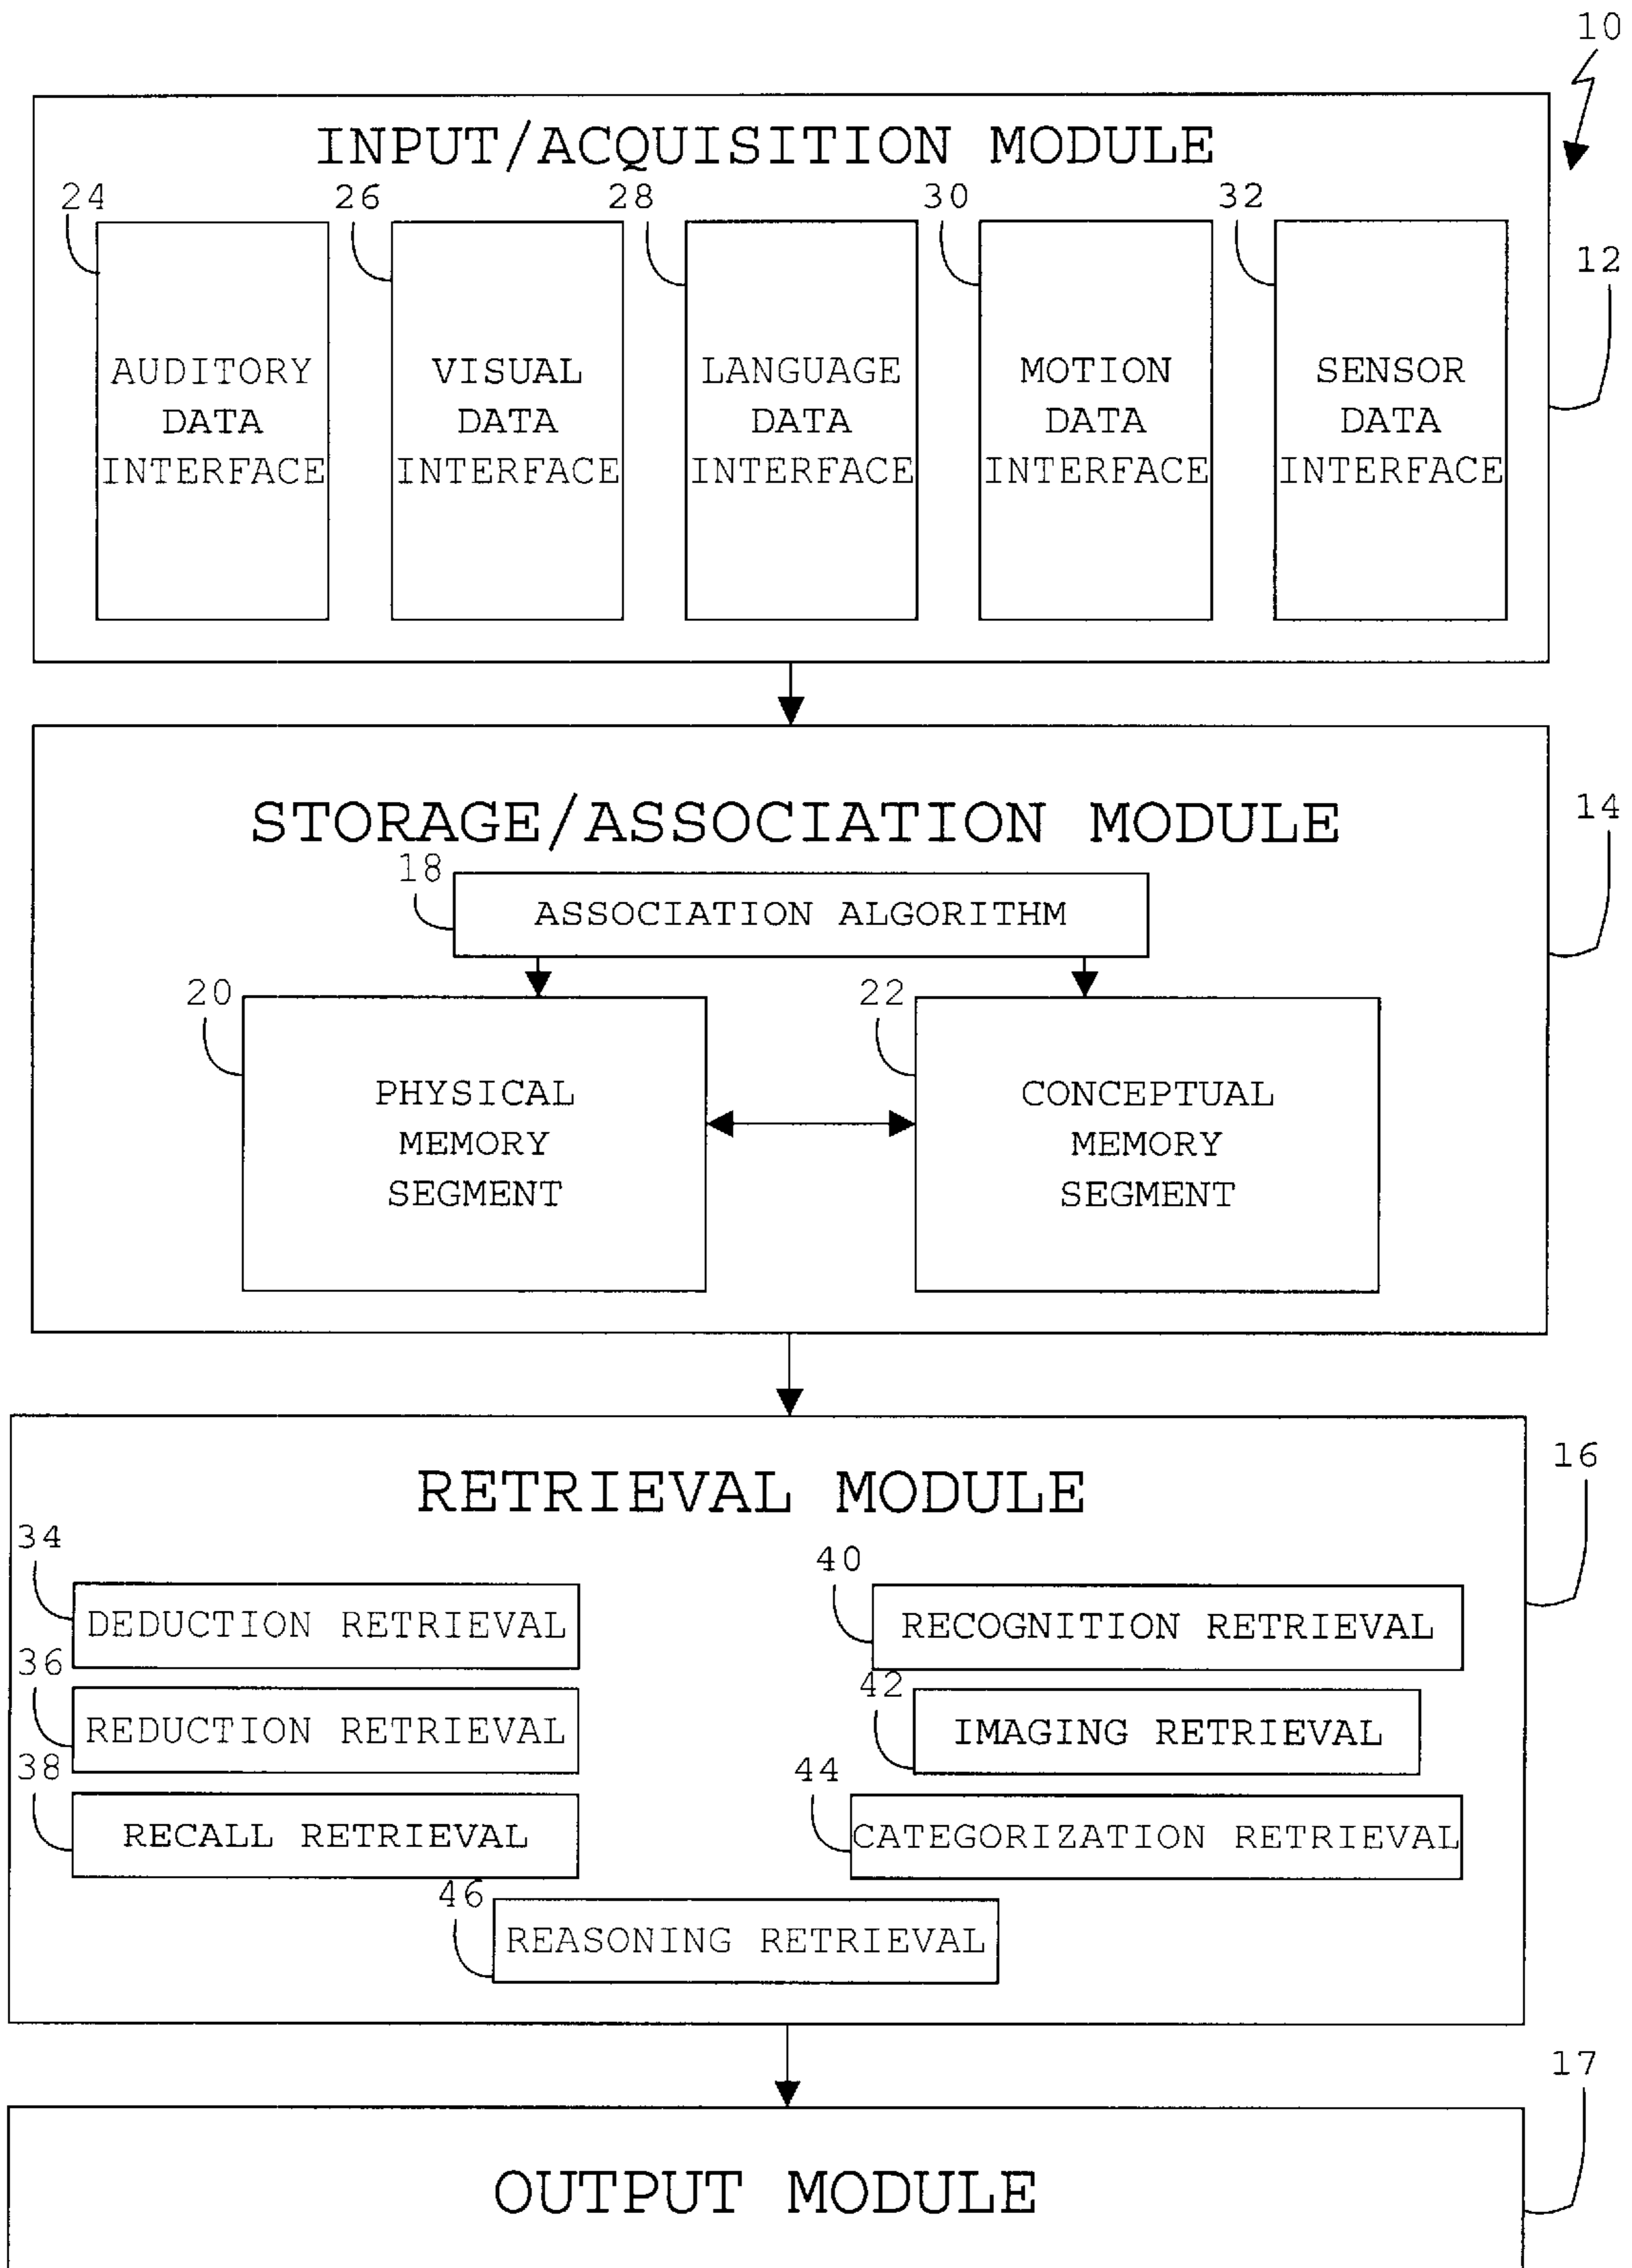 10
INPUT/ACQUISITION MODULE
24
26
28
30
32
12
AUDITORY
DATA
INTERFACE
VISUAL
DATA
INTERFACE
LANGUAGE
DATA
INTERFACE
MOTION
DATA
INTERFACE
SENSOR
DATA
INTERFACE
STORAGE/ASSOCIATION MODULE
14
18
ASSOCIATION ALGORITHM
20
22
PHYSICAL
MEMORY
SEGMENT
CONCEPTUAL
MEMORY
SEGMENT
16
RETRIEVAL MODULE
34
DEDUCTION RETRIEVAL
36
REDUCTION RETRIEVAL
38
RECALL RETRIEVAL
40
RECOGNITION RETRIEVAL
42
IMAGING RETRIEVAL
44
CATEGORIZATION RETRIEVAL
46
REASONING RETRIEVAL
17
OUTPUT MODULE